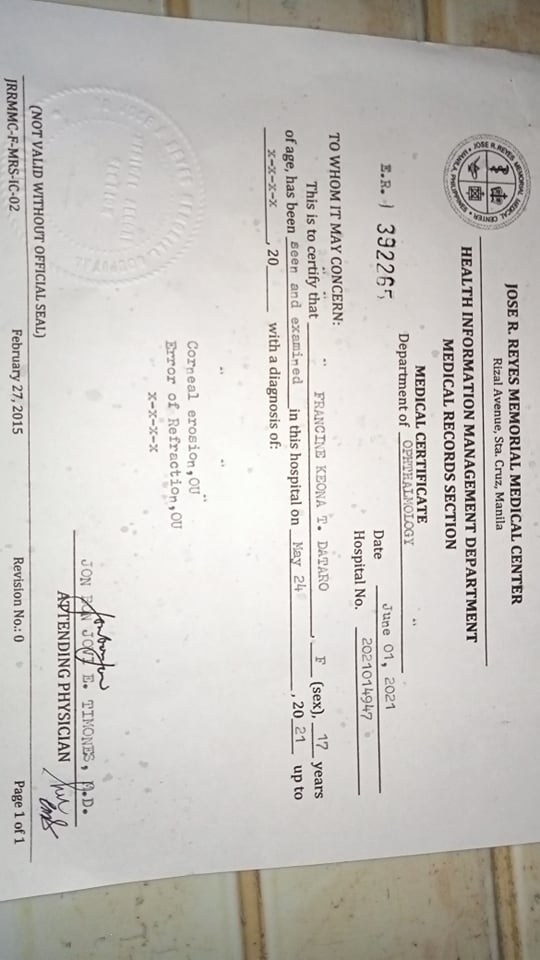 JOSE R. REYES MEMORIAL MEDICAL CENTER
Rizal Avenue, Sta. Cruz, Manila
HEALTH INFORMATION MANAGEMENT DEPARTMENT
MEDICAL RECORDS SECTION
MEDICAL CERTIFICATE
Department of OPHTHALMOLOGY
E.R. 392265
Date June 01, 2021
Hospital No. 2021014947
TO WHOM IT MAY CONCERN:
This is to certify that FRANCINE KEONA T. DATARO, F (sex), 17 years
of age, has been seen and examined in this hospital on May 24, 20 21 up to
x-x-x-x, 20 with a diagnosis of:
Corneal erosion,OU
Error of Refraction,OU
x-x-x-x
JON JOVI E. TIMONES, M.D.
ATTENDING PHYSICIAN
(NOT VALID WITHOUT OFFICIAL SEAL)
JRRMMC-F-MRS-IC-02 February 27, 2015 Revision No.: 0 Page 1 of 1